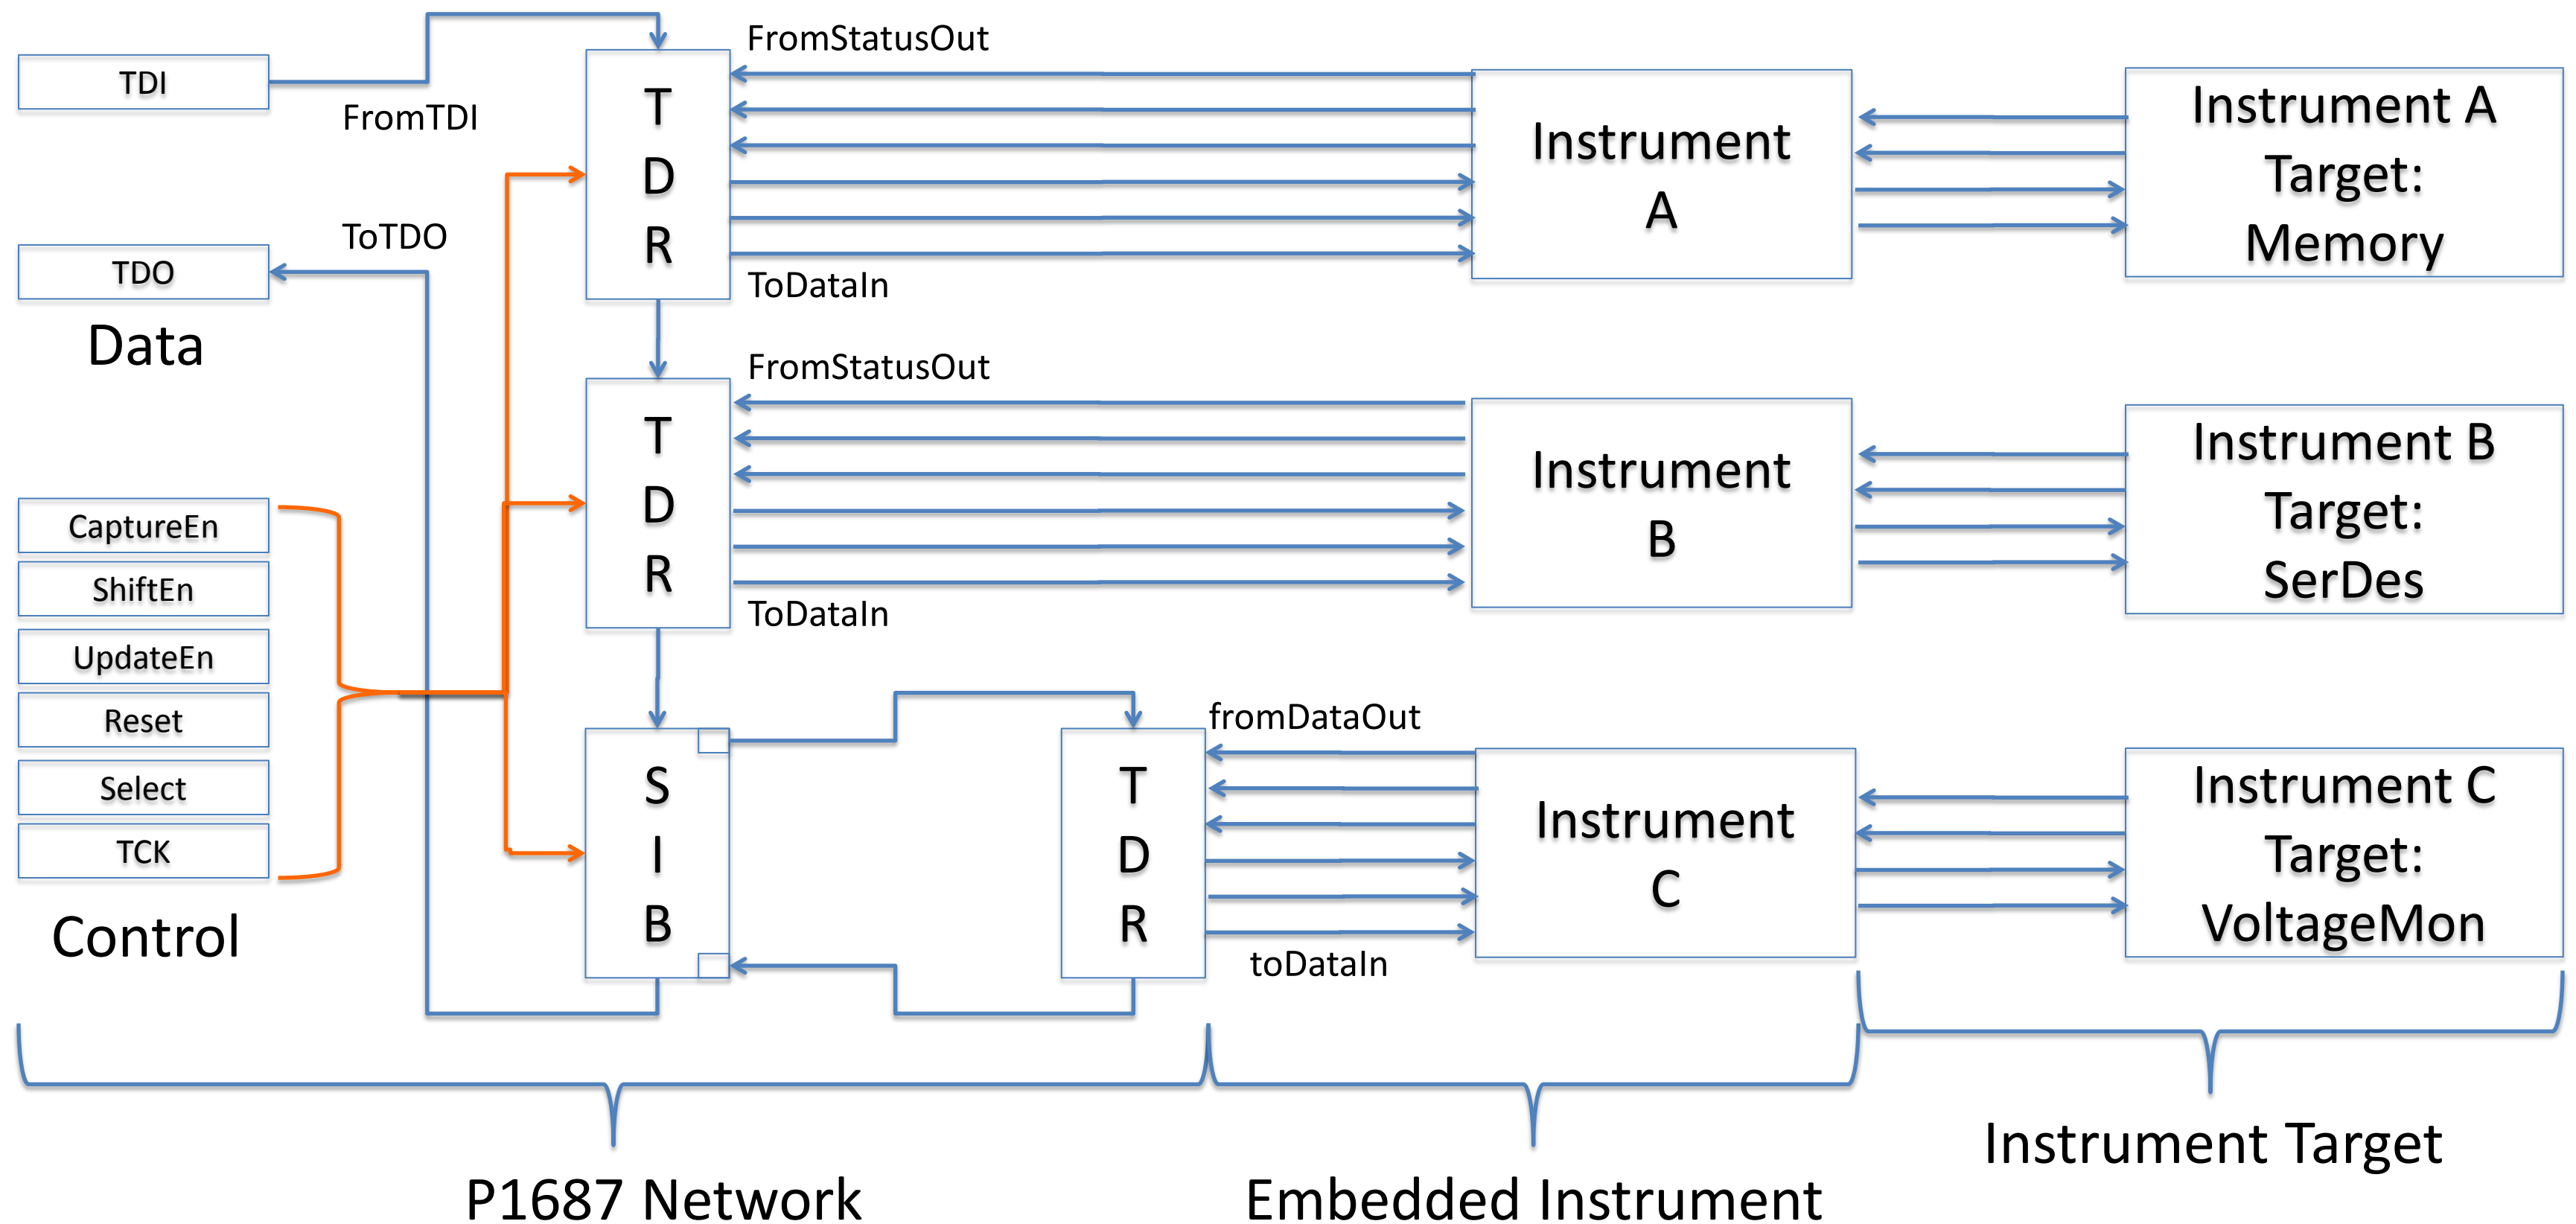 TDI
FromTDI
TDO
ToTDO
Data
CaptureEn
ShiftEn
UpdateEn
Reset
Select
TCK
Control
T
D
R
FromStatusOut
ToDataIn
Instrument
A
Instrument A
Target:
Memory
T
D
R
FromStatusOut
ToDataIn
Instrument
B
Instrument B
Target:
SerDes
S
I
B
T
D
R
fromDataOut
toDataIn
Instrument
C
Instrument C
Target:
VoltageMon
P1687 Network
Embedded Instrument
Instrument Target